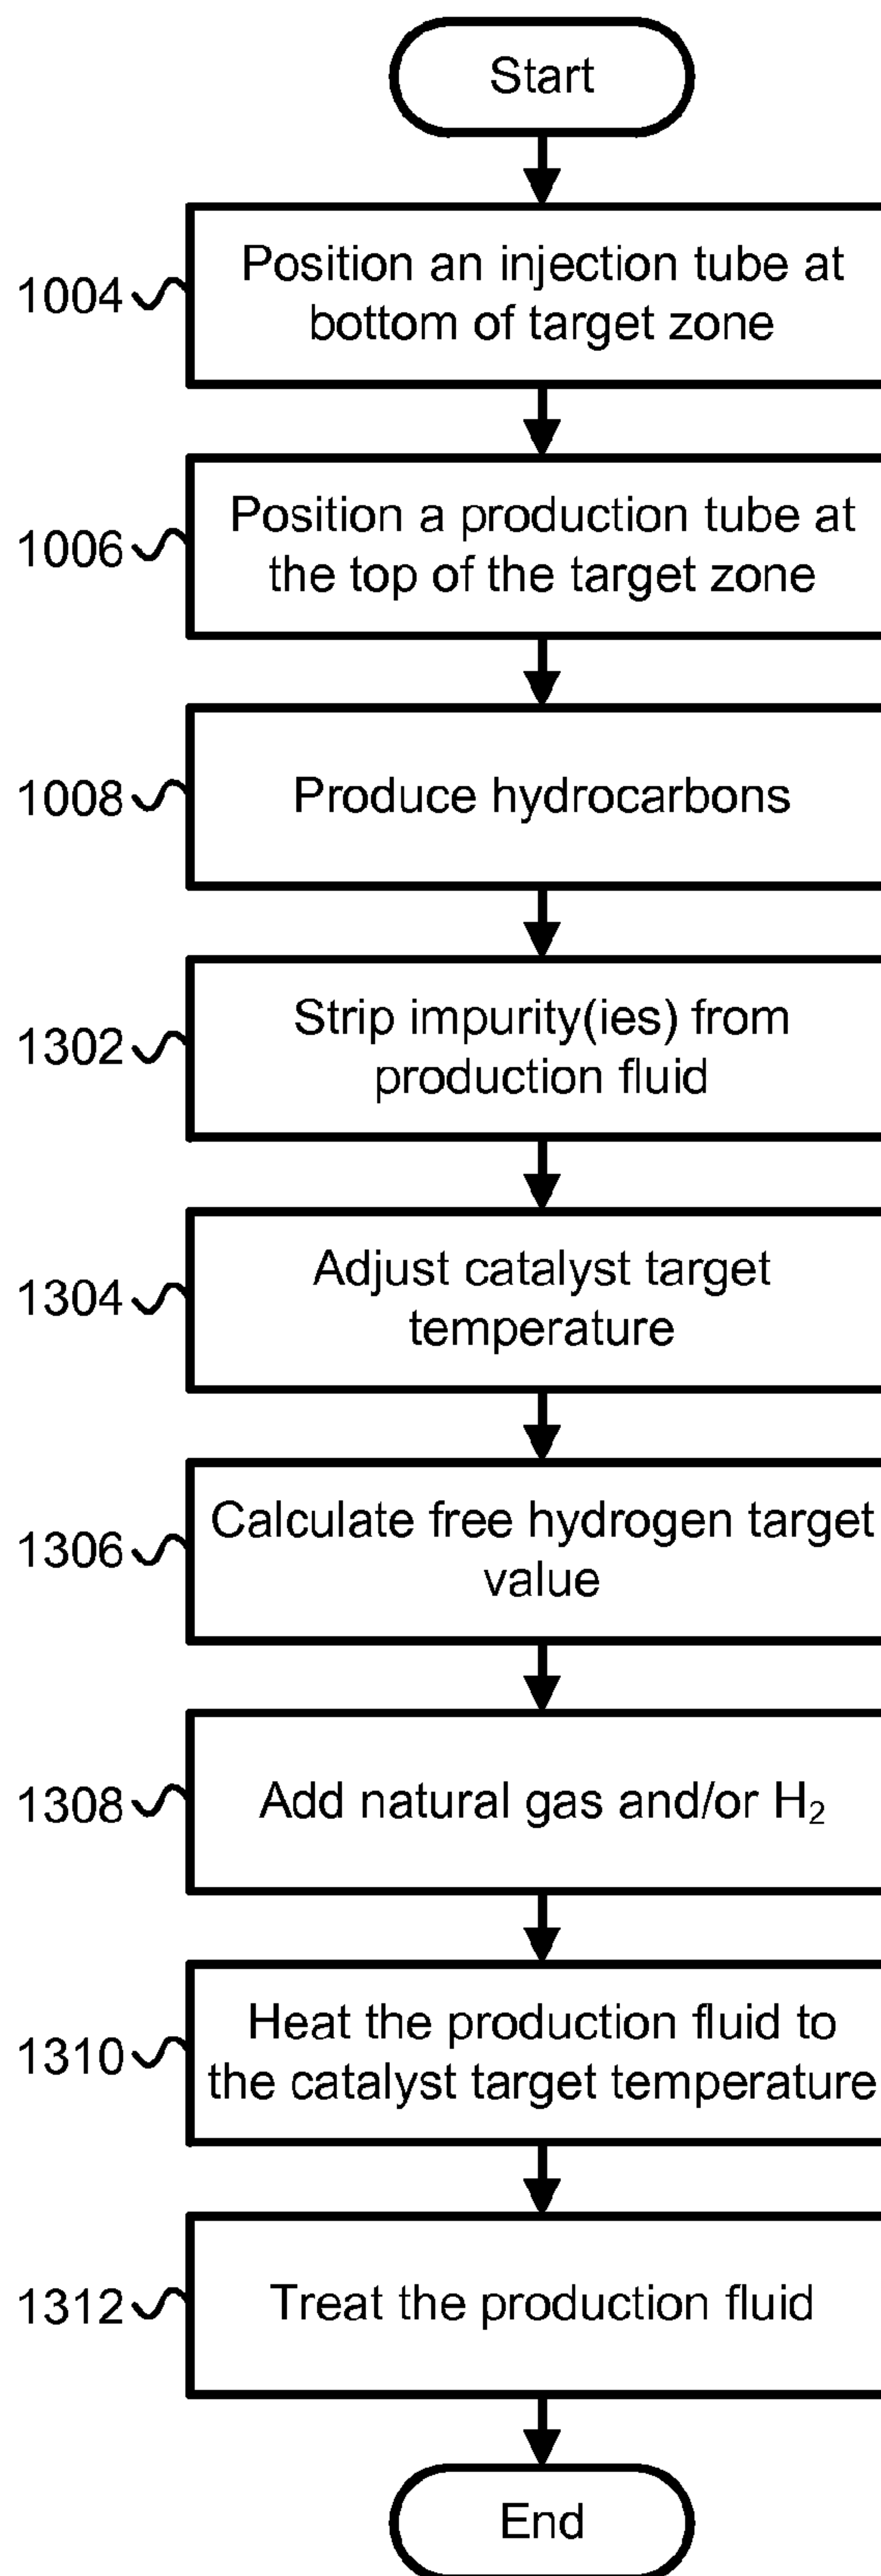 Start
1004
Position an injection tube at
bottom of target zone
1006
Position a production tube at
the top of the target zone
1008
Produce hydrocarbons
1302
Strip impurity(ies) from
production fluid
1304
Adjust catalyst target
temperature
1306
Calculate free hydrogen target
value
1308
Add natural gas and/or H₂
1310
Heat the production fluid to
the catalyst target temperature
1312
Treat the production fluid
End